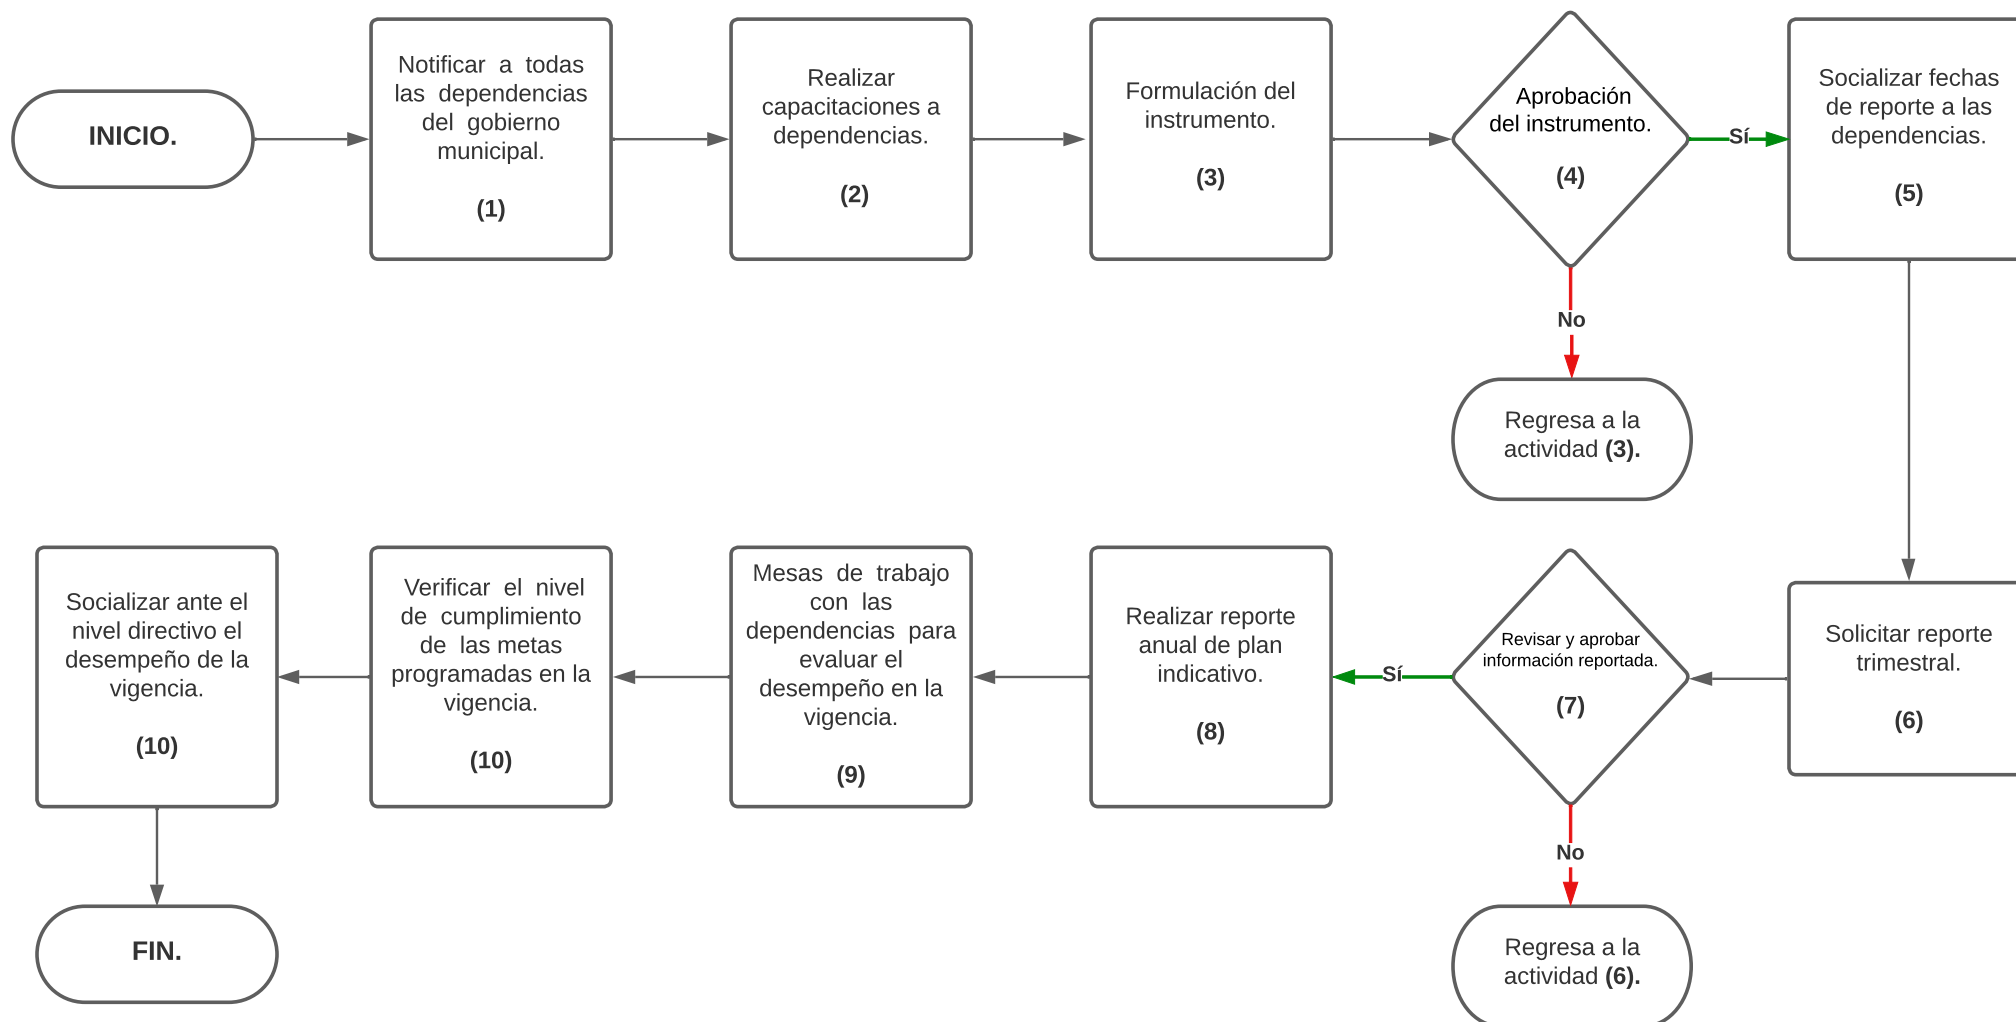 INICIO.
Notificar a todas
las dependencias
del gobierno
municipal.
(1)
Realizar
capacitaciones a
dependencias.
(2)
Formulación del
instrumento.
(3)
Aprobación
del instrumento.
(4)
Sí
Socializar fechas
de reporte a las
dependencias.
(5)
No
Regresa a la
actividad (3).
Solicitar reporte
trimestral.
(6)
Revisar y aprobar
información reportada.
(7)
Sí
No
Regresa a la
actividad (6).
Realizar reporte
anual de plan
indicativo.
(8)
Mesas de trabajo
con las
dependencias para
evaluar el
desempeño en la
vigencia.
(9)
Verificar el nivel
de cumplimiento
de las metas
programadas en la
vigencia.
(10)
Socializar ante el
nivel directivo el
desempeño de la
vigencia.
(10)
FIN.